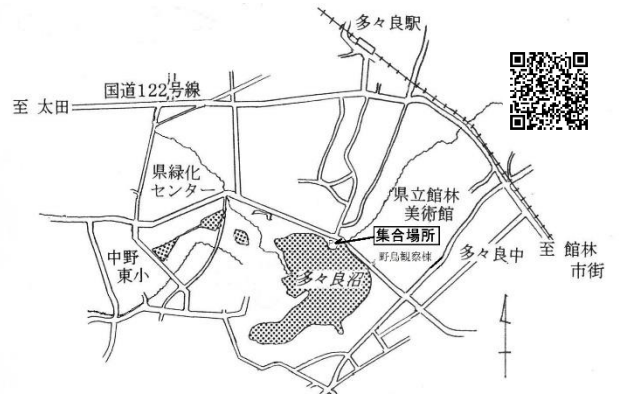 多々良駅
国道122号線
至 太田
県緑化
センター
県立館林
美術館
集合場所
中野
東小
野鳥観察棟
多々良中
至 館林
市街
多々良沼